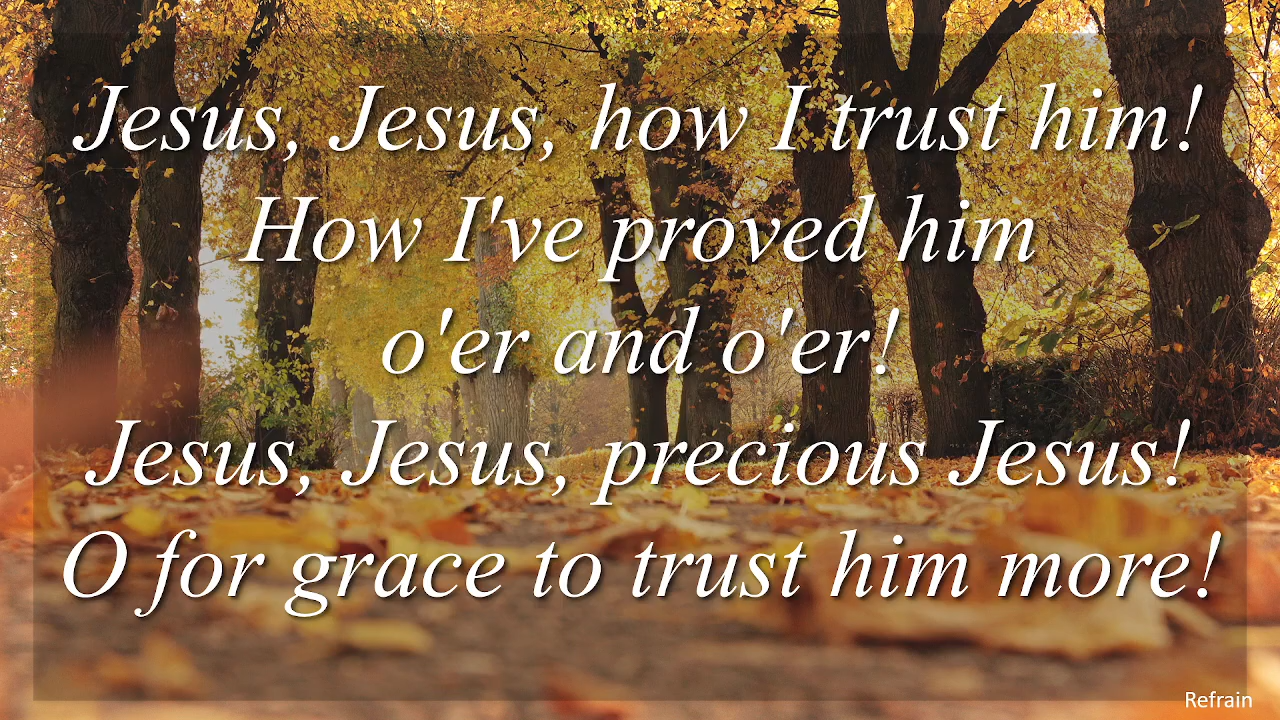 Jesus, Jesus, how I trust him!
How I've proved him
o'er and o'er!
Jesus, Jesus, precious Jesus!
O for grace to trust him more!
Refrain